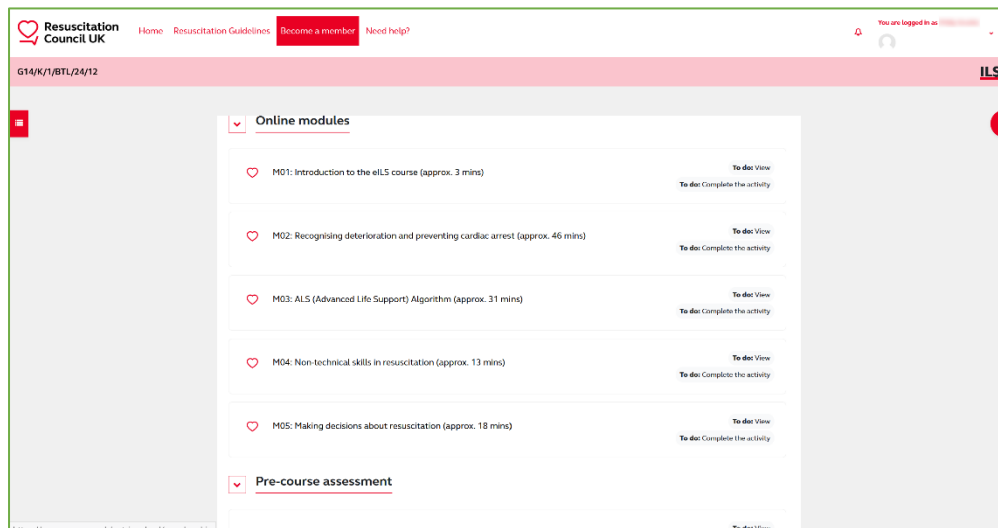 Resuscitation
Council UK
Home Resuscitation Guidelines Become a member Need help?
You are logged in as
G14/K/1/BTL/24/12
ILS
Online modules
M01: Introduction to the eILS course (approx. 3 mins)
To do: View
To do: Complete the activity
M02: Recognising deterioration and preventing cardiac arrest (approx. 46 mins)
To do: View
To do: Complete the activity
M03: ALS (Advanced Life Support) Algorithm (approx. 31 mins)
To do: View
To do: Complete the activity
M04: Non-technical skills in resuscitation (approx. 13 mins)
To do: View
To do: Complete the activity
M05: Making decisions about resuscitation (approx. 18 mins)
To do: View
To do: Complete the activity
Pre-course assessment
To do: View